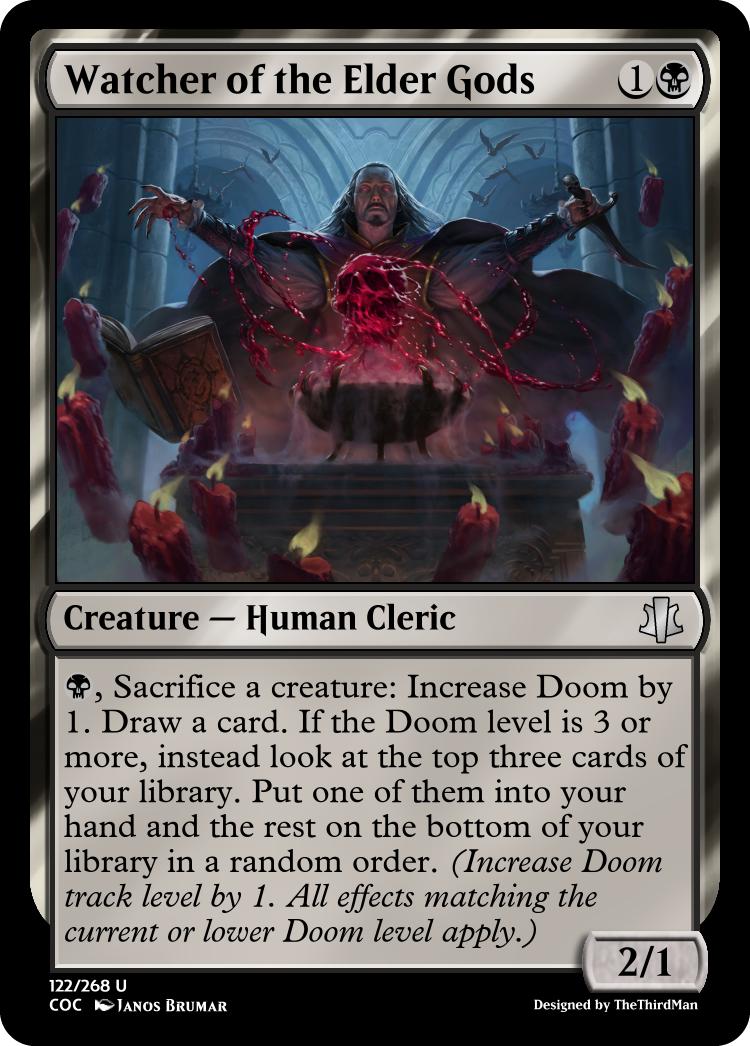 Watcher of the Elder Gods 1
Creature — Human Cleric
, Sacrifice a creature: Increase Doom by
1. Draw a card. If the Doom level is 3 or
more, instead look at the top three cards of
your library. Put one of them into your
hand and the rest on the bottom of your
library in a random order. (Increase Doom
track level by 1. All effects matching the
current or lower Doom level apply.)
2/1
122/268 U
COC Janos Brumar
Designed by TheThirdMan